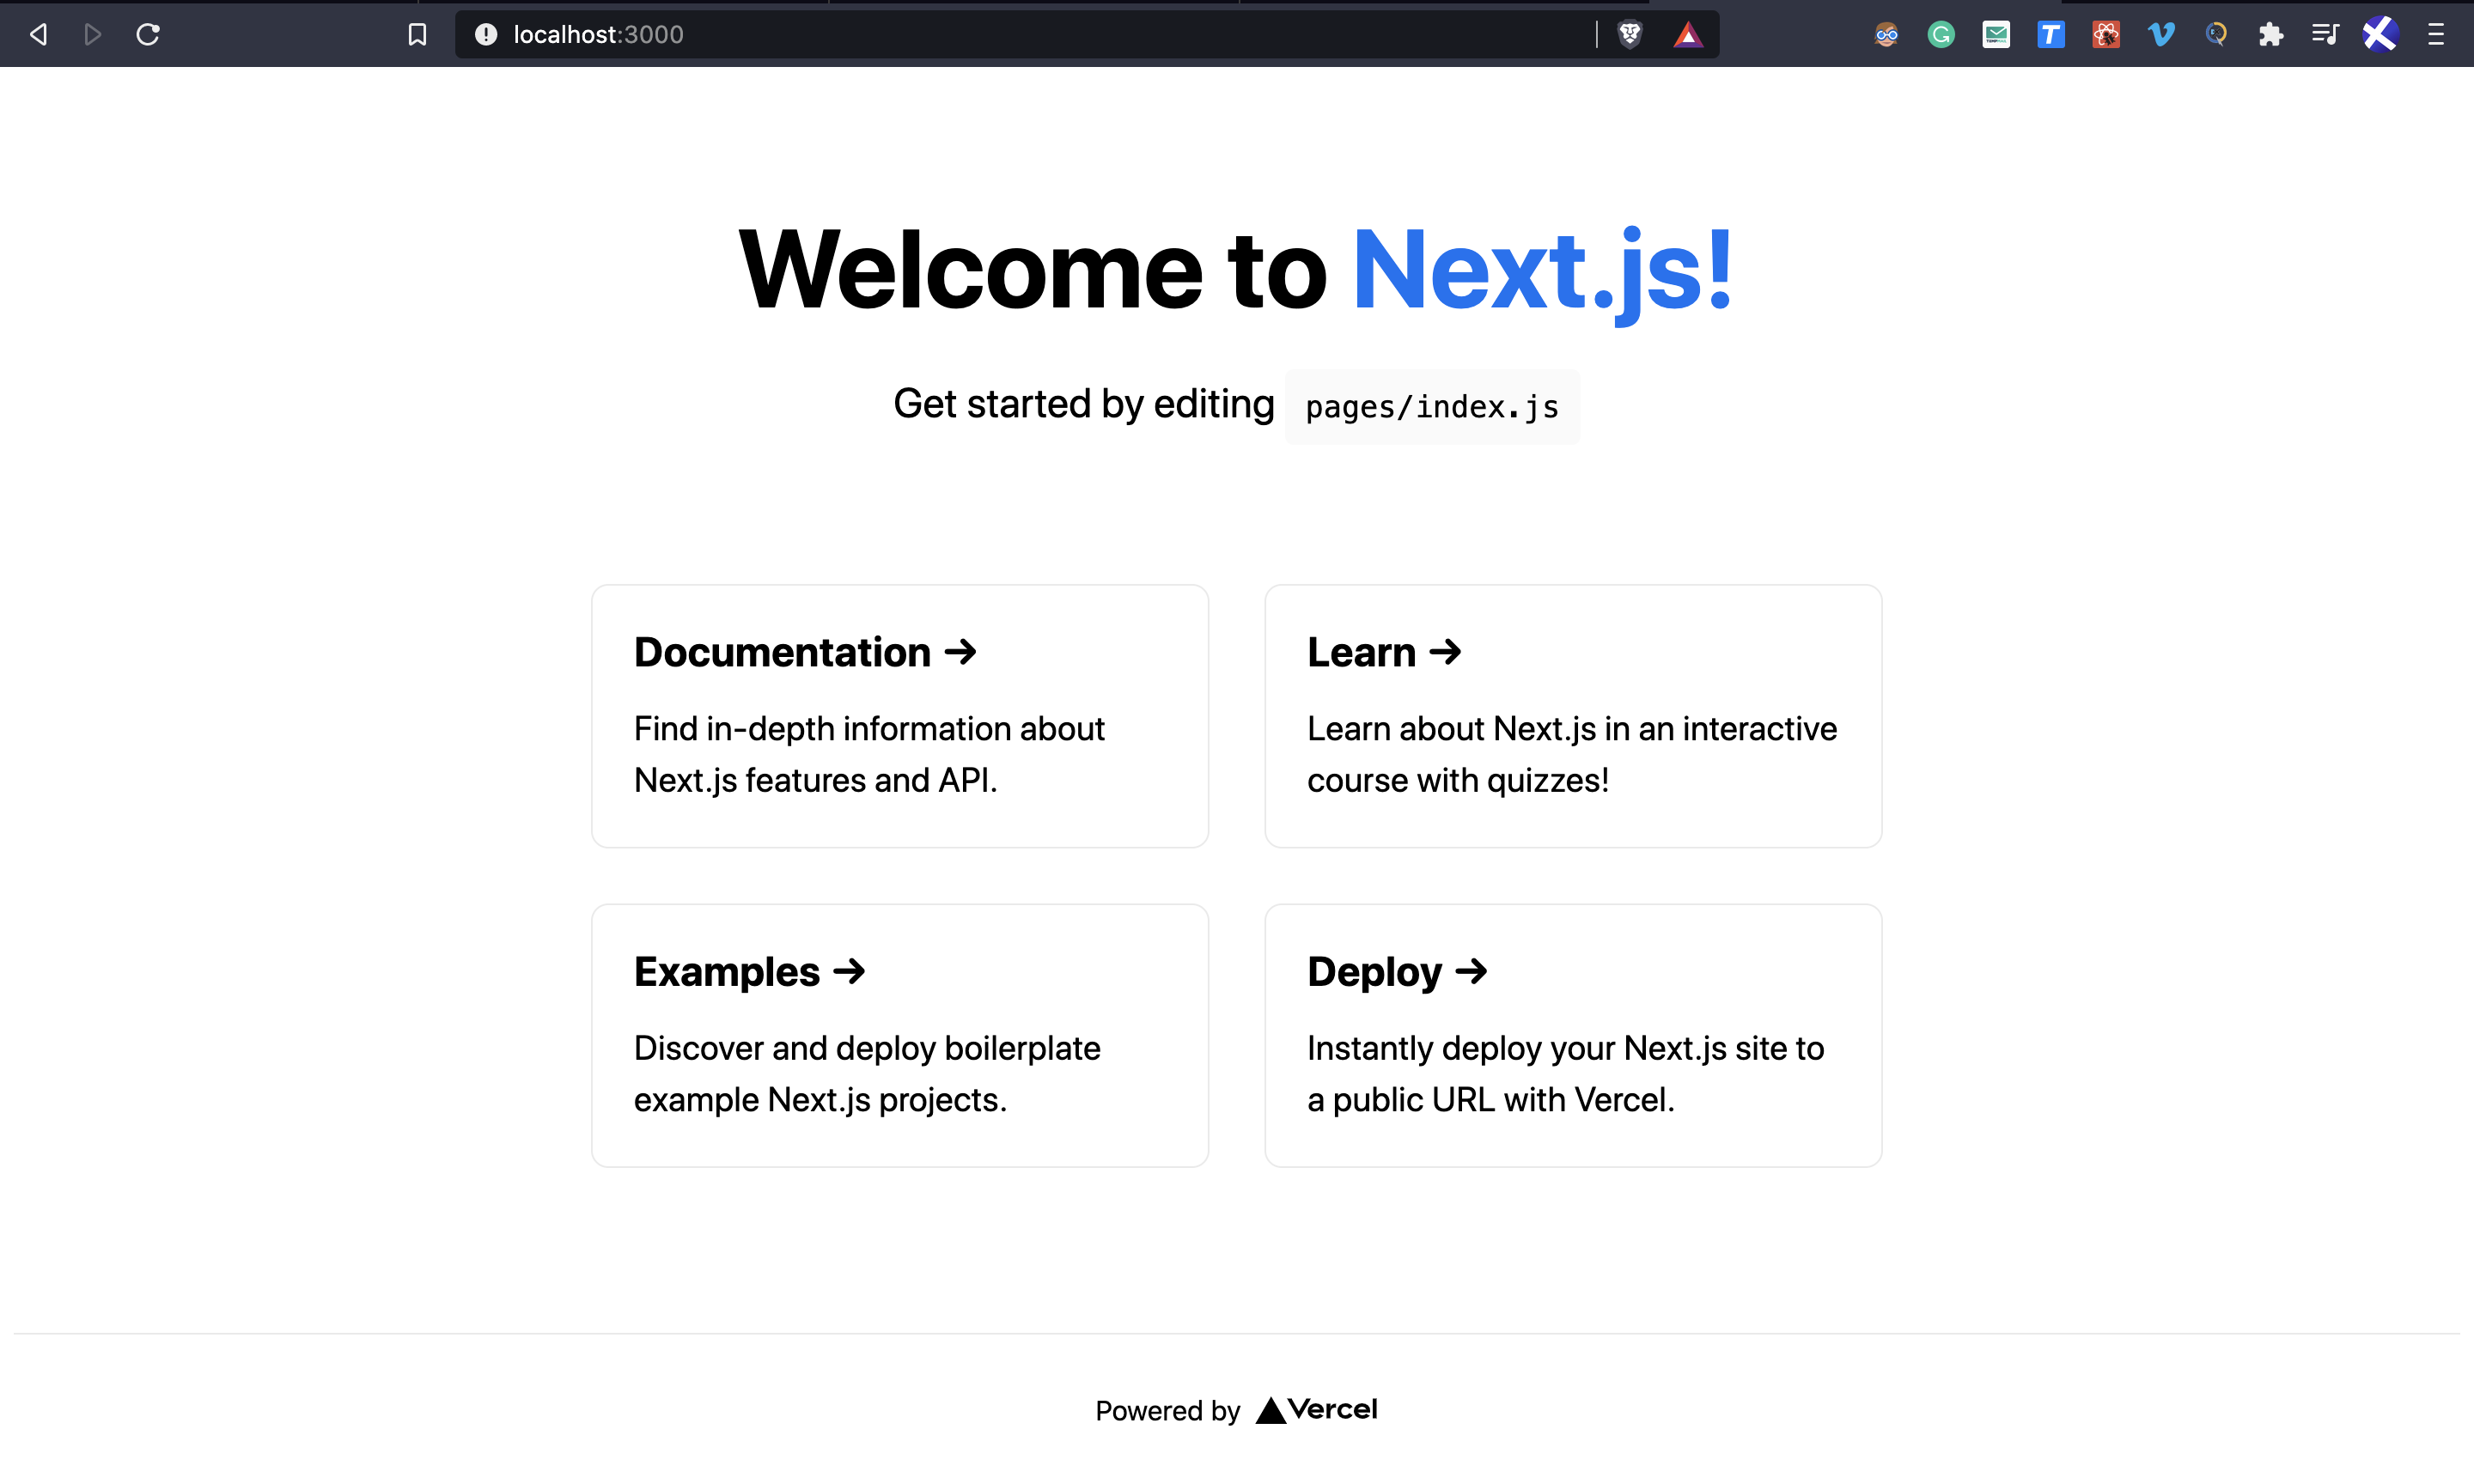 localhost:3000
Welcome to Next.js!
Get started by editing pages/index.js
Documentation →
Find in-depth information about
Next.js features and API.
Learn →
Learn about Next.js in an interactive
course with quizzes!
Examples →
Discover and deploy boilerplate
example Next.js projects.
Deploy →
Instantly deploy your Next.js site to
a public URL with Vercel.
Powered by Vercel